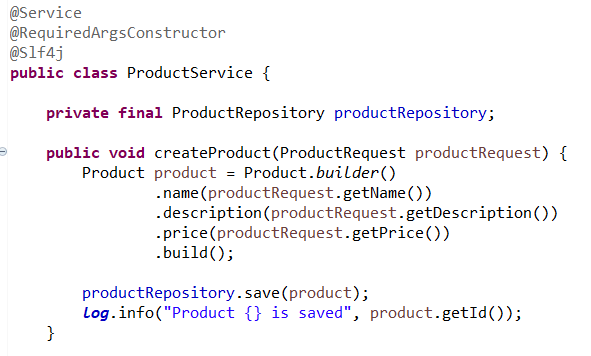 @Service
@RequiredArgsConstructor
@Slf4j
public class ProductService {
private final ProductRepository productRepository;
public void createProduct(ProductRequest productRequest) {
Product product = Product.builder()
.name(productRequest.getName())
.description(productRequest.getDescription())
.price(productRequest.getPrice())
.build();
productRepository.save(product);
log.info("Product {} is saved", product.getId());
}